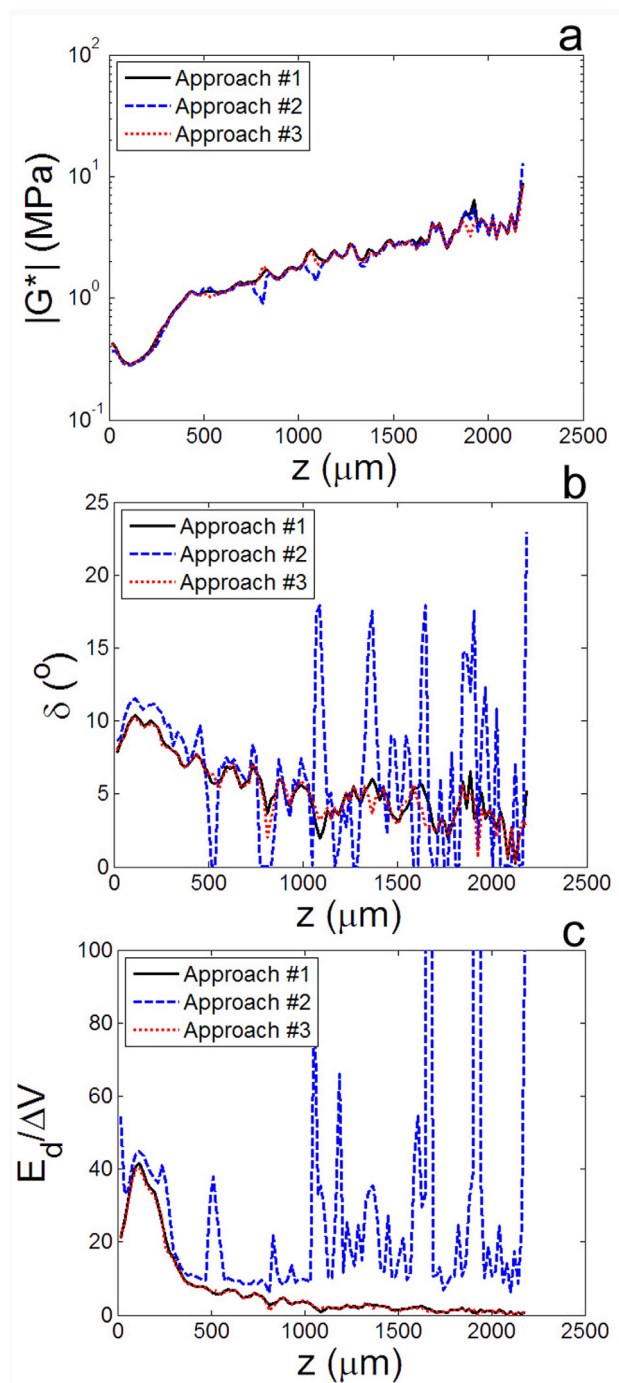 a
10²
Approach #1
Approach #2
Approach #3
10¹
|G*| (MPa)
10⁰
10⁻¹
0 500 1000 1500 2000 2500
z (μm)
b
25
Approach #1
Approach #2
Approach #3
20
15
δ (º)
10
5
0
0 500 1000 1500 2000 2500
z (μm)
c
100
Approach #1
Approach #2
Approach #3
80
60
E_d/ΔV
40
20
0
0 500 1000 1500 2000 2500
z (μm)